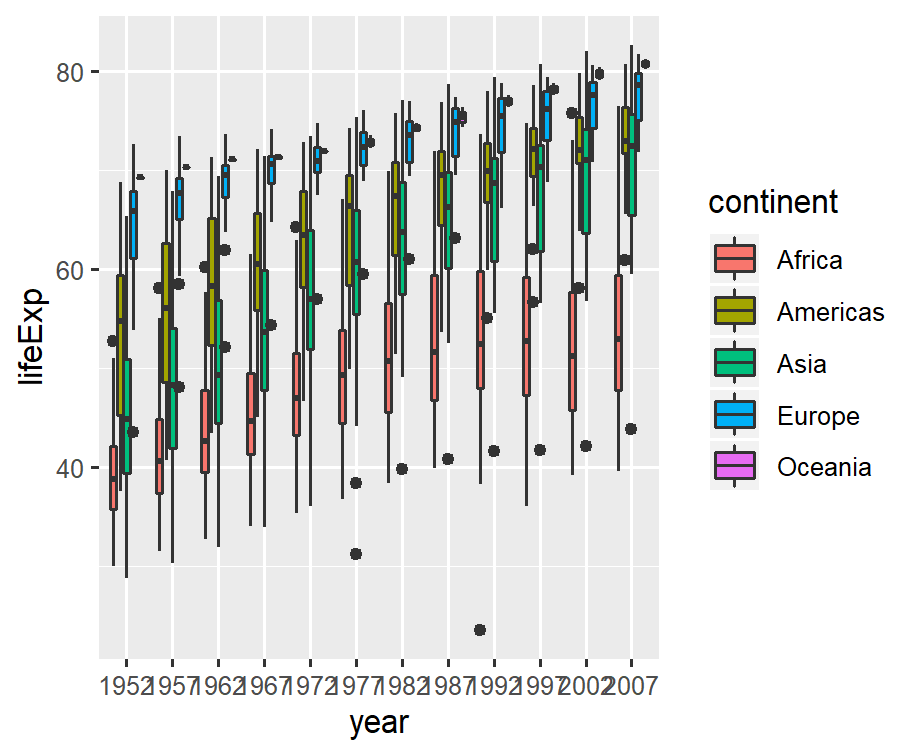 80
60
40
lifeExp
1952 1957 1962 1967 1972 1977 1982 1987 1992 1997 2002 2007
year
continent
Africa
Americas
Asia
Europe
Oceania